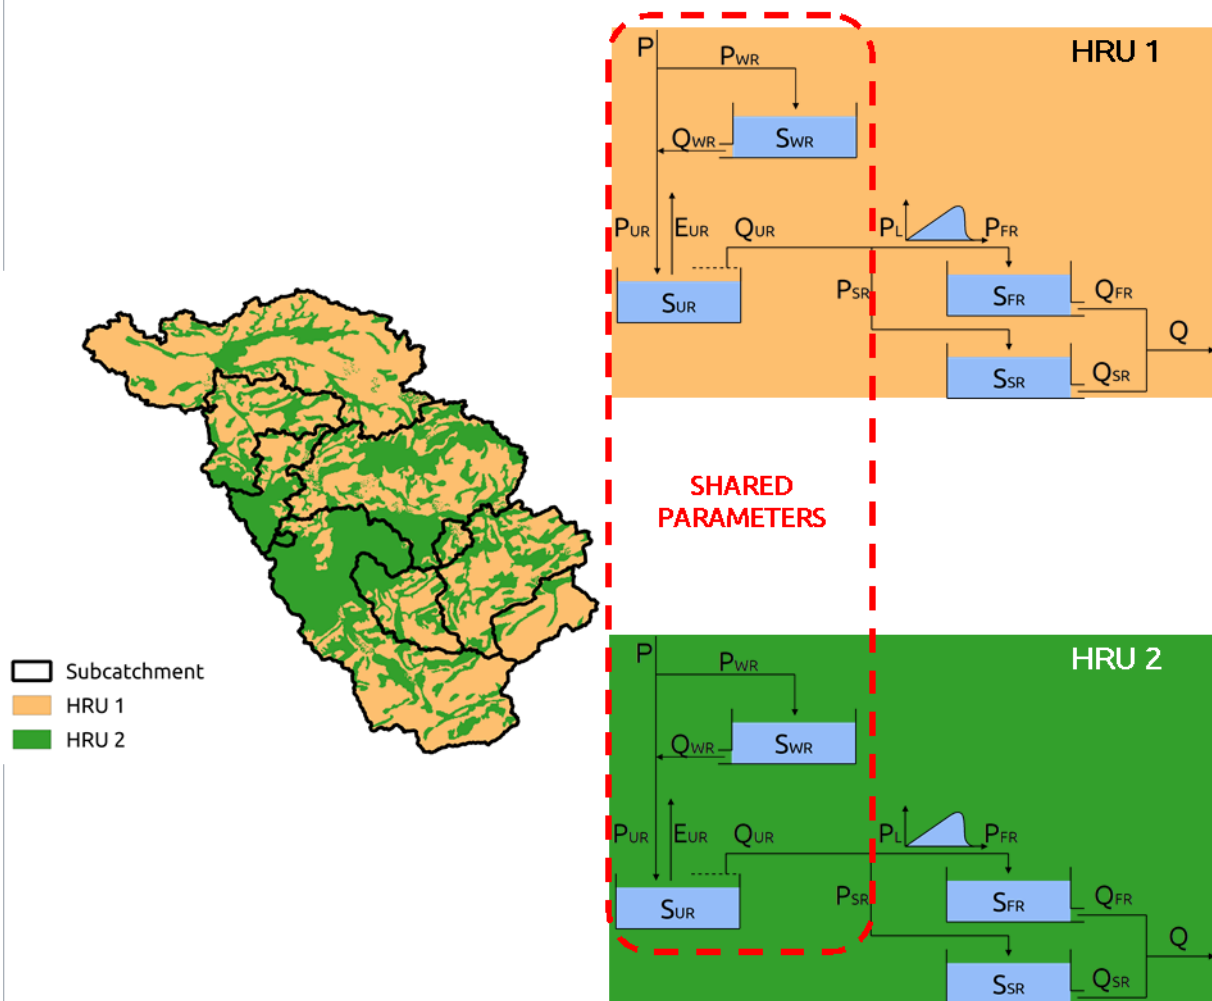 HRU 1
P
PWR
QWR
SWR
PUR
EUR
QUR
PL
PFR
SUR
PSR
SFR
QFR
Q
SSR
QSR
SHARED
PARAMETERS
Subcatchment
HRU 1
HRU 2
HRU 2
P
PWR
QWR
SWR
PUR
EUR
QUR
PL
PFR
SUR
PSR
SFR
QFR
Q
SSR
QSR